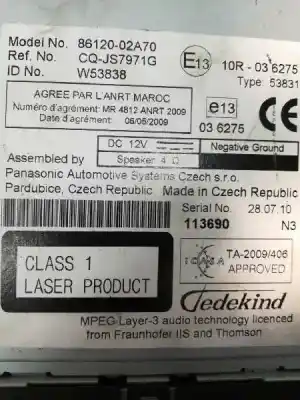 Model No. 86120-02A70
Ref. No. CQ-JS7971G
ID No W53838
E13 10R - 03 6275
Type: 53831
AGREE PAR L'ANRT MAROC
Numéro d'agrément: MR 4812 ANRT 2009
Date d'agrément: 06/05/2009
e13
03 6275
DC 12V
Negative Ground
Speaker 4 Ω
Assembled by
Panasonic Automotive Systems Czech s.r.o.
Pardubice, Czech Republic Made in Czech Republic
Serial No. 28.07.10
113690 N3
CLASS 1
LASER PRODUCT
ICASA
TA-2009/406
APPROVED
Jedekind
MPEG Layer-3 audio technology licenced
from Fraunhofer IIS and Thomson